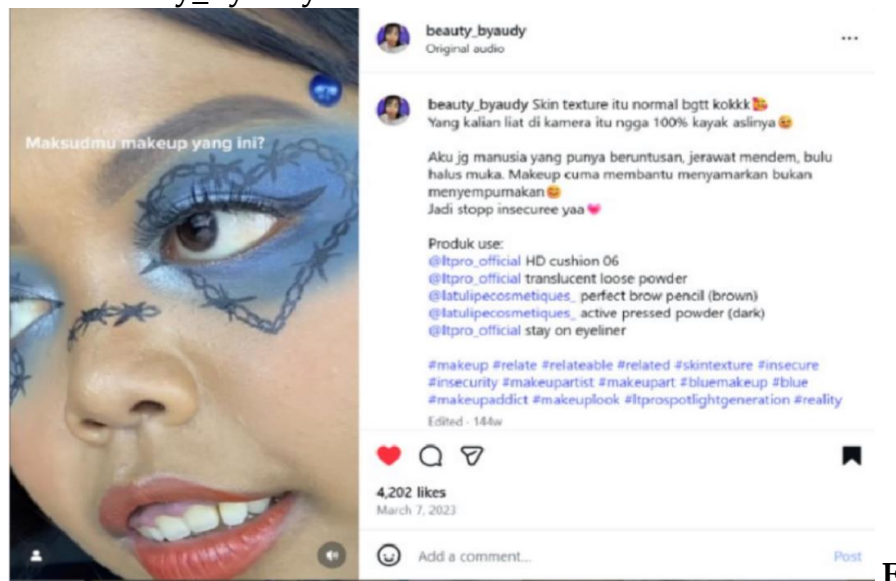 beauty_byaudy
Original audio
Maksudmu makeup yang ini?
beauty_byaudy Skin texture itu normal bgtt kokkk🥰
Yang kalian liat di kamera itu ngga 100% kayak aslinya😆
Aku jg manusia yang punya beruntusan, jerawat mendem, bulu
halus muka. Makeup cuma membantu menyamarkan bukan
menyempurnakan😆
Jadi stopp insecuree yaa💗
Produk use:
@ltpro_official HD cushion 06
@ltpro_official translucent loose powder
@latulipecosmetiques_ perfect brow pencil (brown)
@latulipecosmetiques_ active pressed powder (dark)
@ltpro_official stay on eyeliner
#makeup #relate #relateable #related #skintexture #insecure
#insecurity #makeupartist #makeupart #bluemakeup #blue
#makeupaddict #makeuplook #ltprospotlightgeneration #reality
Edited · 144w
4,202 likes
March 7, 2023
Add a comment...
Post